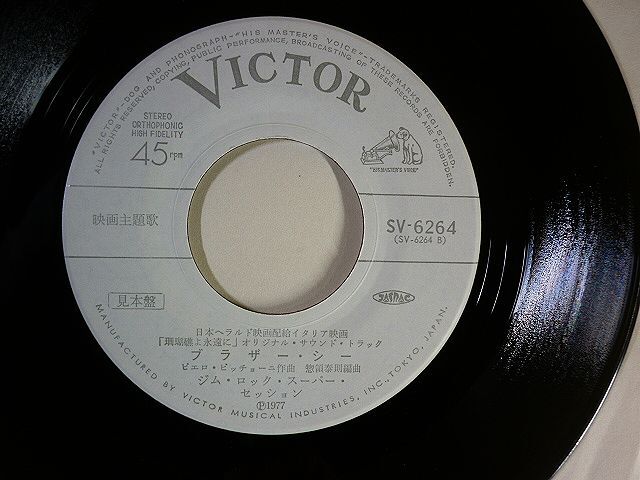 "VICTOR"–DOG AND PHONOGRAPH–"HIS MASTER'S VOICE"–TRADEMARKS REGISTERED.
ALL RIGHTS RESERVED, COPYING, PUBLIC PERFORMANCE, BROADCASTING OF THESE RECORDS ARE FORBIDDEN.
VICTOR
STEREO
ORTHOPHONIC
HIGH FIDELITY
45 rpm
"HIS MASTER'S VOICE"
映画主題歌
SV-6264
(SV-6264 B)
見本盤
JASRAC
日本ヘラルド映画配給イタリア映画
「珊瑚礁よ永遠に」オリジナル・サウンド・トラック
ブラザー・シー
ピエロ・ピッチョーニ作曲 惣領泰則編曲
ジム・ロック・スーパー・
セッション
Ⓟ1977
MANUFACTURED BY VICTOR MUSICAL INDUSTRIES, INC., TOKYO, JAPAN.